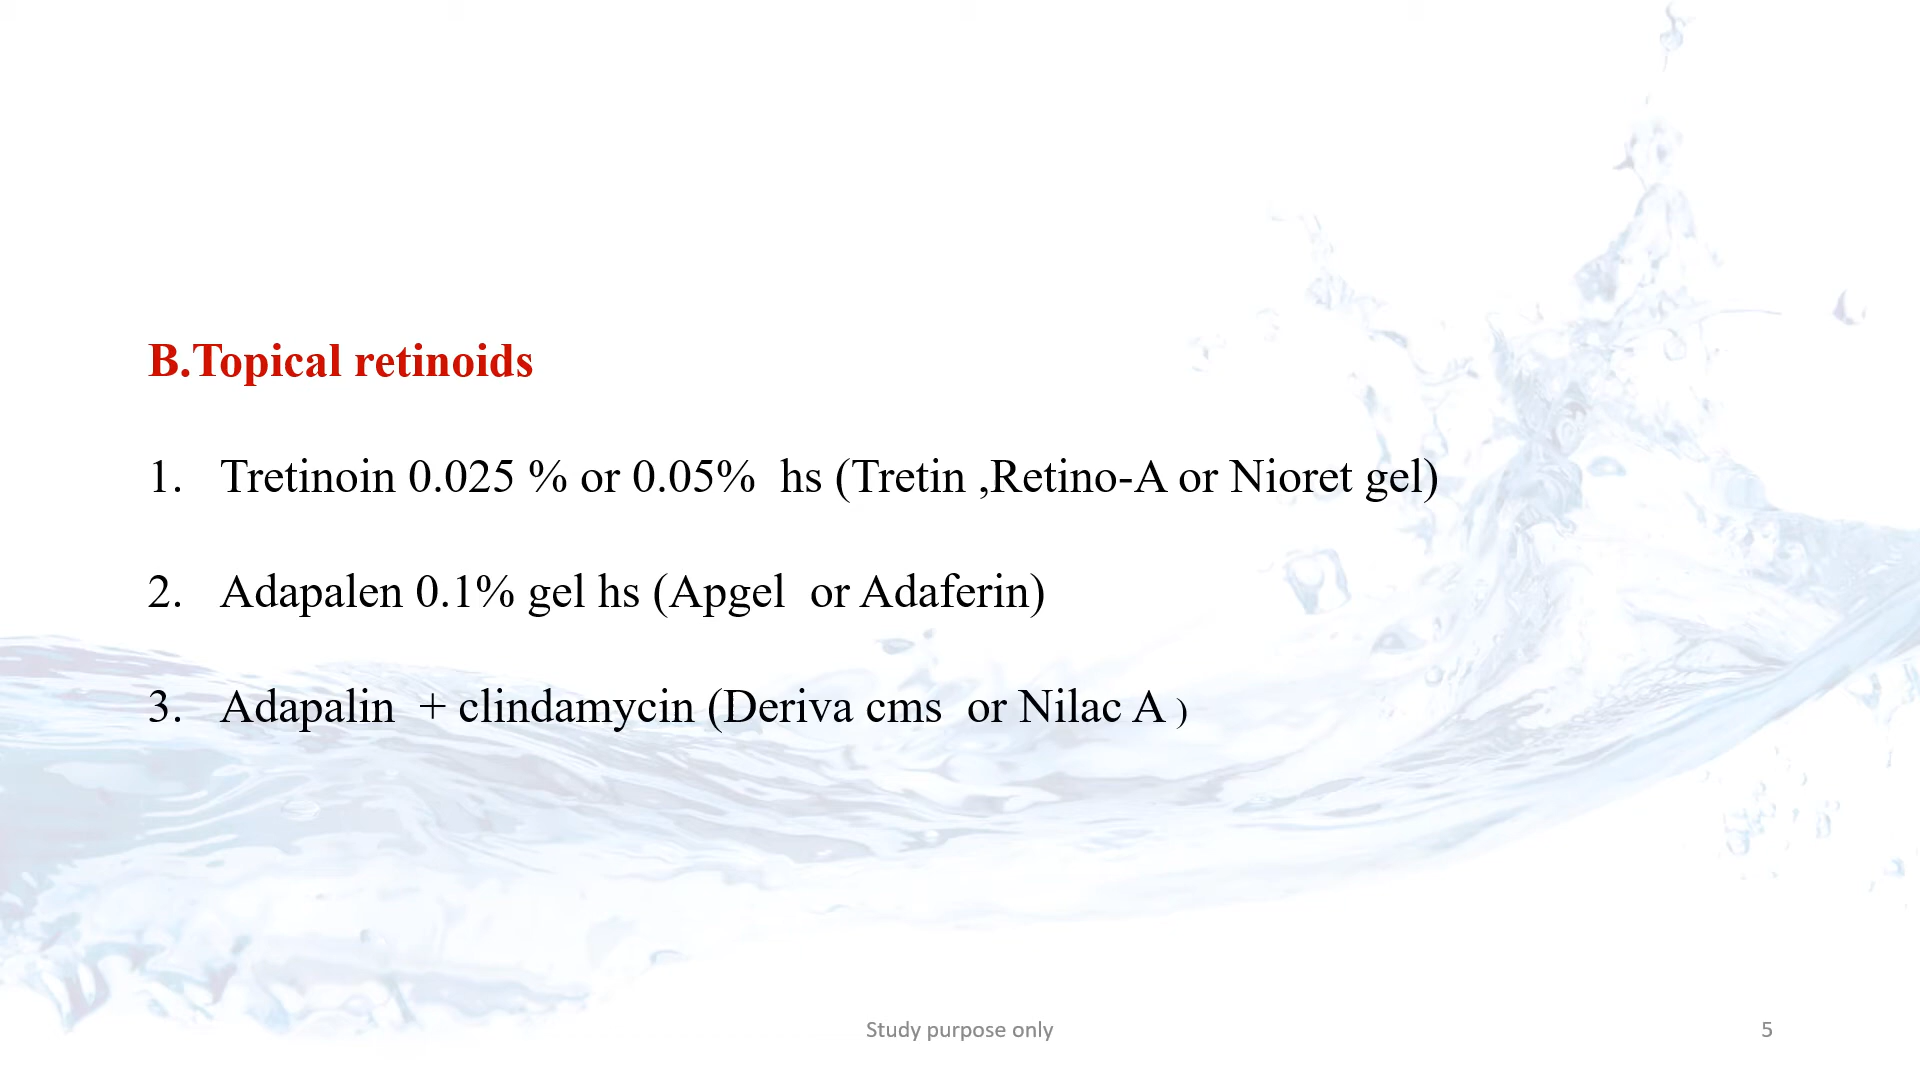 B.Topical retinoids
1. Tretinoin 0.025 % or 0.05%  hs (Tretin ,Retino-A or Nioret gel)
2. Adapalen 0.1% gel hs (Apgel  or Adaferin)
3. Adapalin  + clindamycin (Deriva cms  or Nilac A )
Study purpose only
5